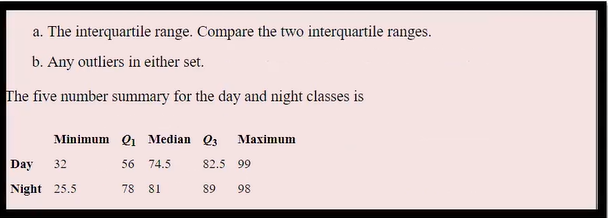 a. The interquartile range. Compare the two interquartile ranges.
b. Any outliers in either set.
The five number summary for the day and night classes is
Minimum Q1 Median Q3 Maximum
Day 32 56 74.5 82.5 99
Night 25.5 78 81 89 98